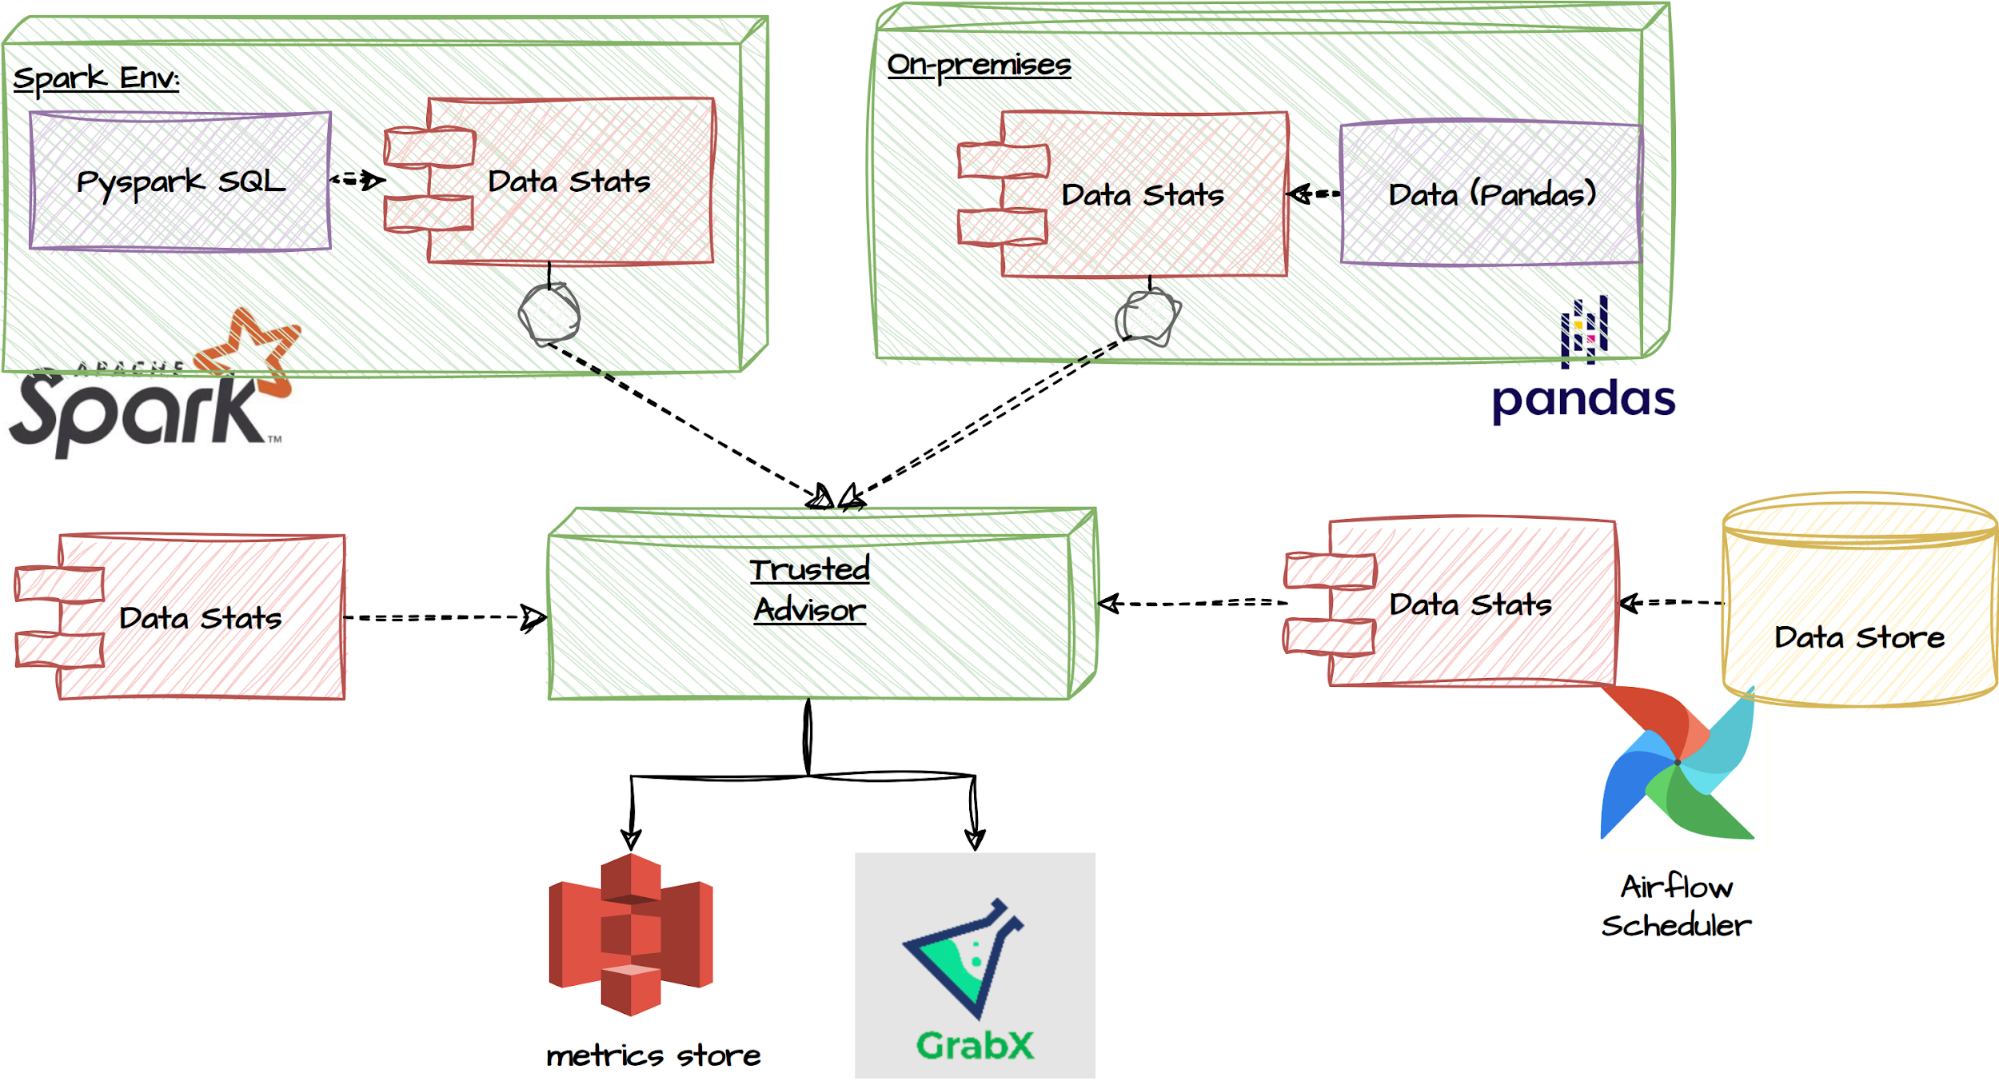 Spark Env:
Pyspark SQL
Data Stats
APACHE
Spark™
On-premises
Data Stats
Data (Pandas)
pandas
Data Stats
Trusted
Advisor
Data Stats
Data Store
Airflow
Scheduler
metrics store
GrabX